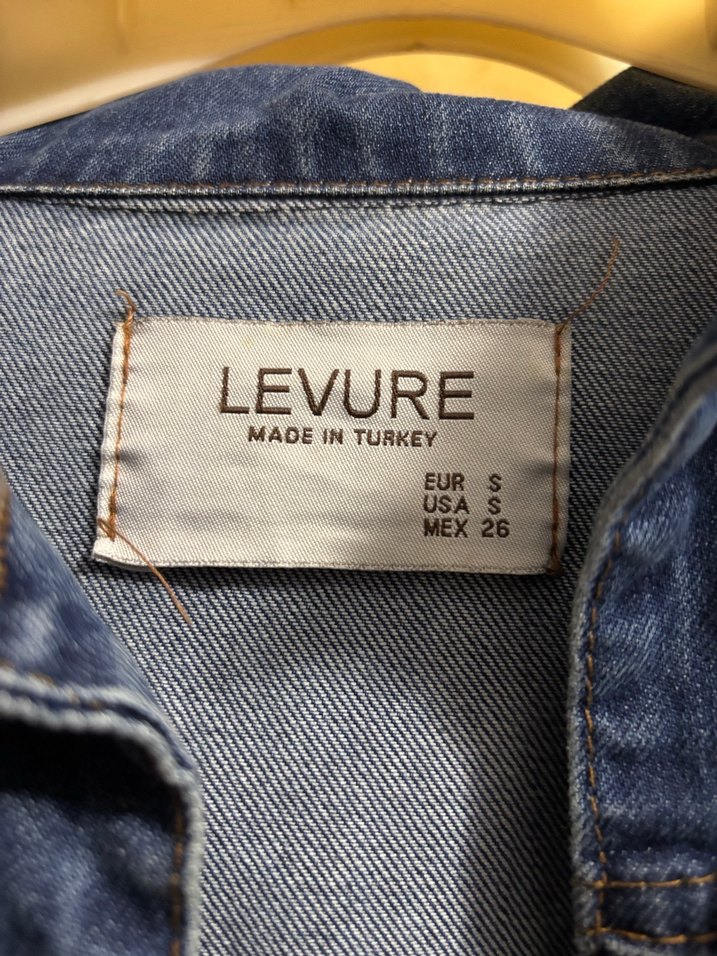 LEVURE
MADE IN TURKEY
EUR S
USA S
MEX 26